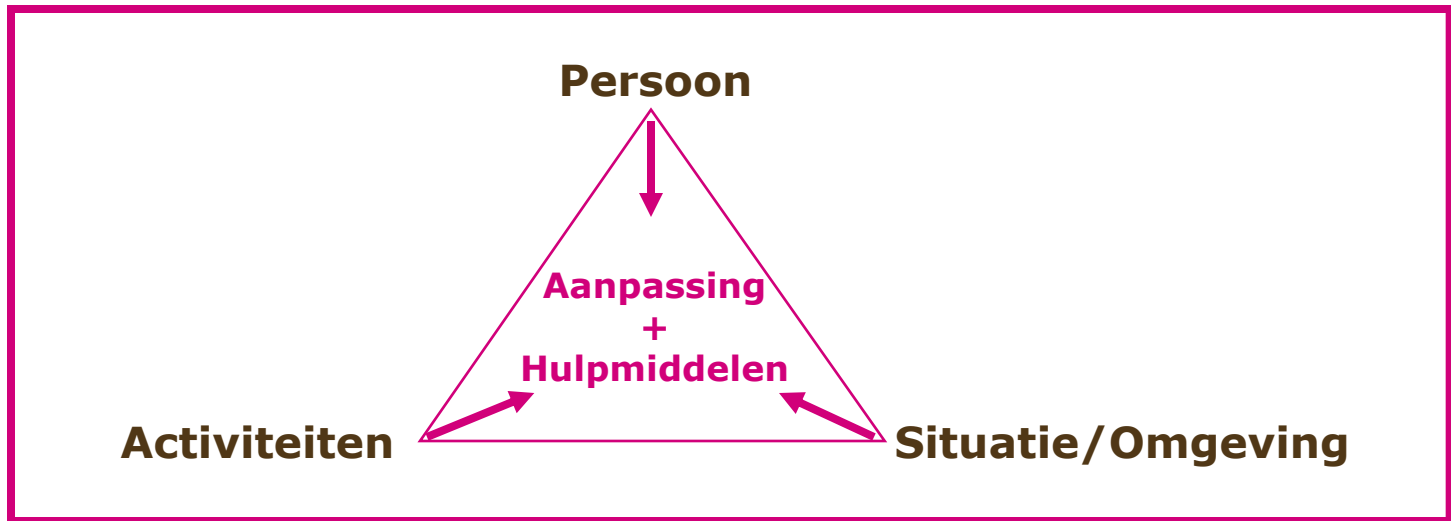 Persoon
Aanpassing
+
Hulpmiddelen
Activiteiten
Situatie/Omgeving